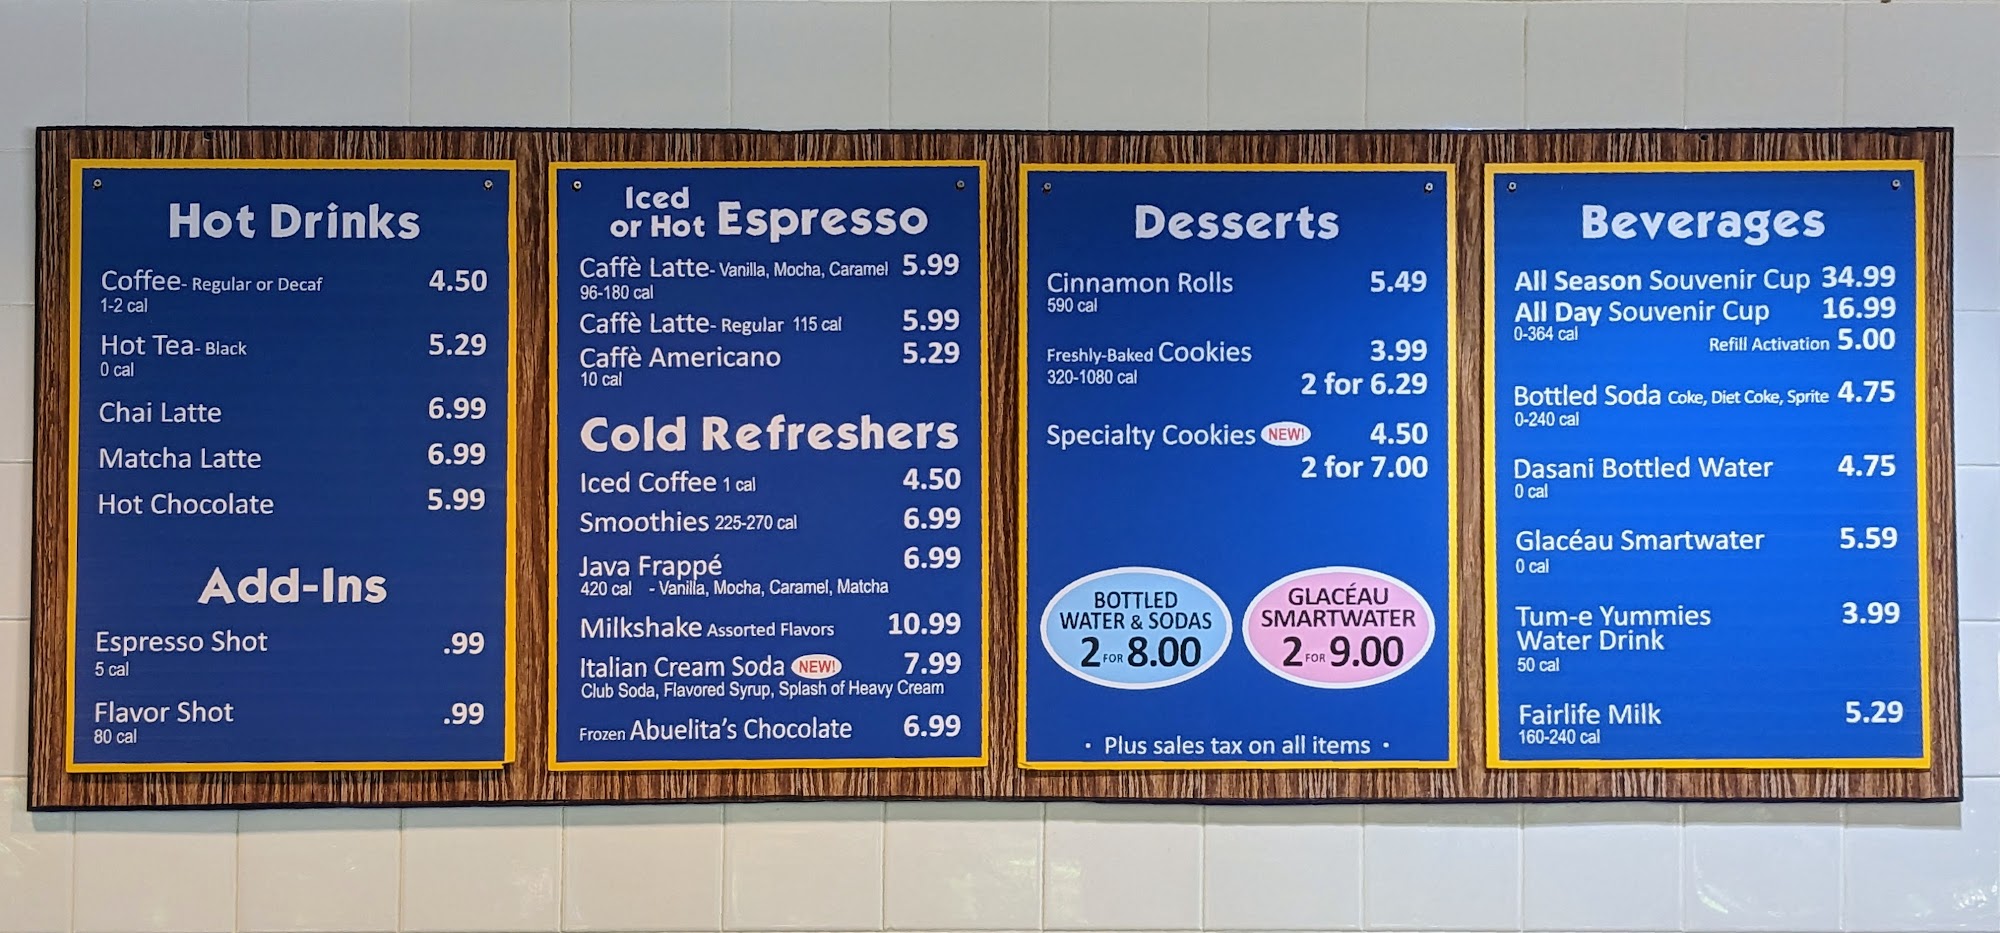 Hot Drinks
Coffee- Regular or Decaf 4.50
1-2 cal
Hot Tea- Black 5.29
0 cal
Chai Latte 6.99
Matcha Latte 6.99
Hot Chocolate 5.99
Add-Ins
Espresso Shot .99
5 cal
Flavor Shot .99
80 cal
Iced
or Hot Espresso
Caffè Latte- Vanilla, Mocha, Caramel 5.99
96-180 cal
Caffè Latte- Regular 115 cal 5.99
Caffè Americano 5.29
10 cal
Cold Refreshers
Iced Coffee 1 cal 4.50
Smoothies 225-270 cal 6.99
Java Frappé 6.99
420 cal - Vanilla, Mocha, Caramel, Matcha
Milkshake Assorted Flavors 10.99
Italian Cream Soda NEW! 7.99
Club Soda, Flavored Syrup, Splash of Heavy Cream
Frozen Abuelita's Chocolate 6.99
Desserts
Cinnamon Rolls 5.49
590 cal
Freshly-Baked Cookies 3.99
320-1080 cal
2 for 6.29
Specialty Cookies NEW! 4.50
2 for 7.00
BOTTLED
WATER & SODAS
2 FOR 8.00
GLACÉAU
SMARTWATER
2 FOR 9.00
· Plus sales tax on all items ·
Beverages
All Season Souvenir Cup 34.99
All Day Souvenir Cup 16.99
0-364 cal
Refill Activation 5.00
Bottled Soda Coke, Diet Coke, Sprite 4.75
0-240 cal
Dasani Bottled Water 4.75
0 cal
Glacéau Smartwater 5.59
0 cal
Tum-e Yummies 3.99
Water Drink
50 cal
Fairlife Milk 5.29
160-240 cal